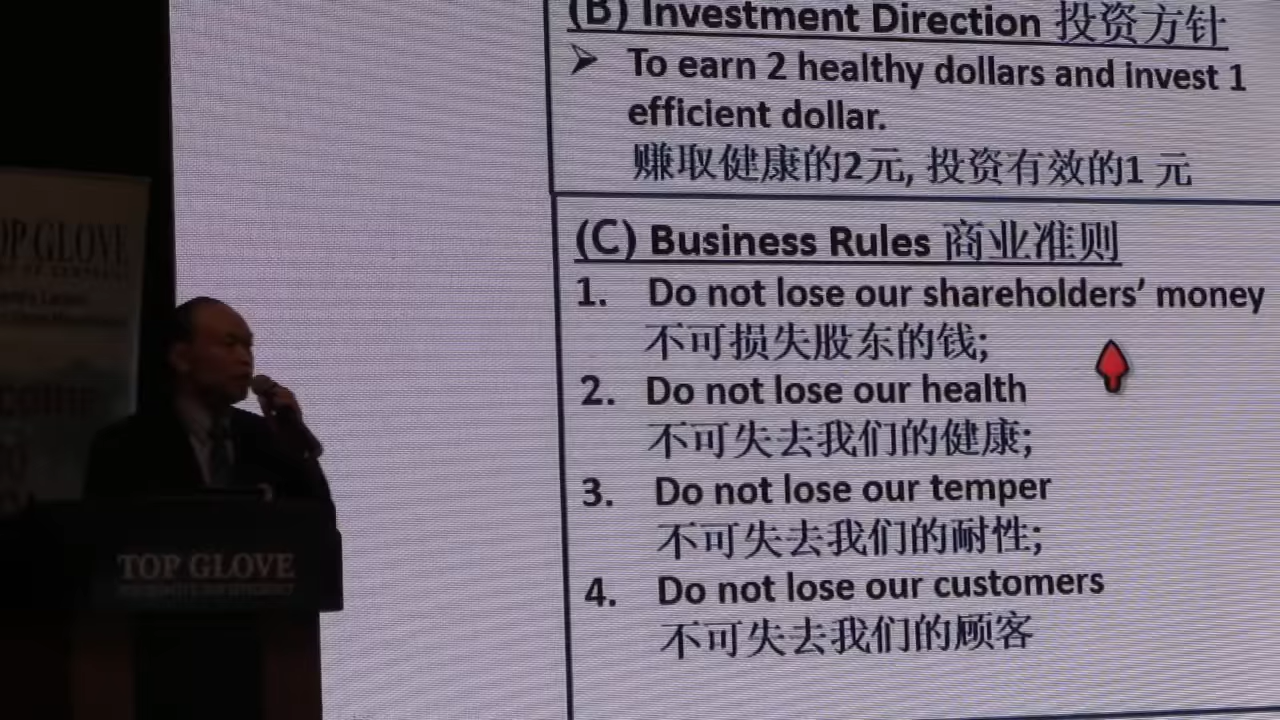 (B) Investment Direction 投资方针
➢ To earn 2 healthy dollars and invest 1
efficient dollar.
赚取健康的2元, 投资有效的1 元
(C) Business Rules 商业准则
1. Do not lose our shareholders’ money
不可损失股东的钱;
2. Do not lose our health
不可失去我们的健康;
3. Do not lose our temper
不可失去我们的耐性;
4. Do not lose our customers
不可失去我们的顾客
OP GLOVE
TOP GLOVE